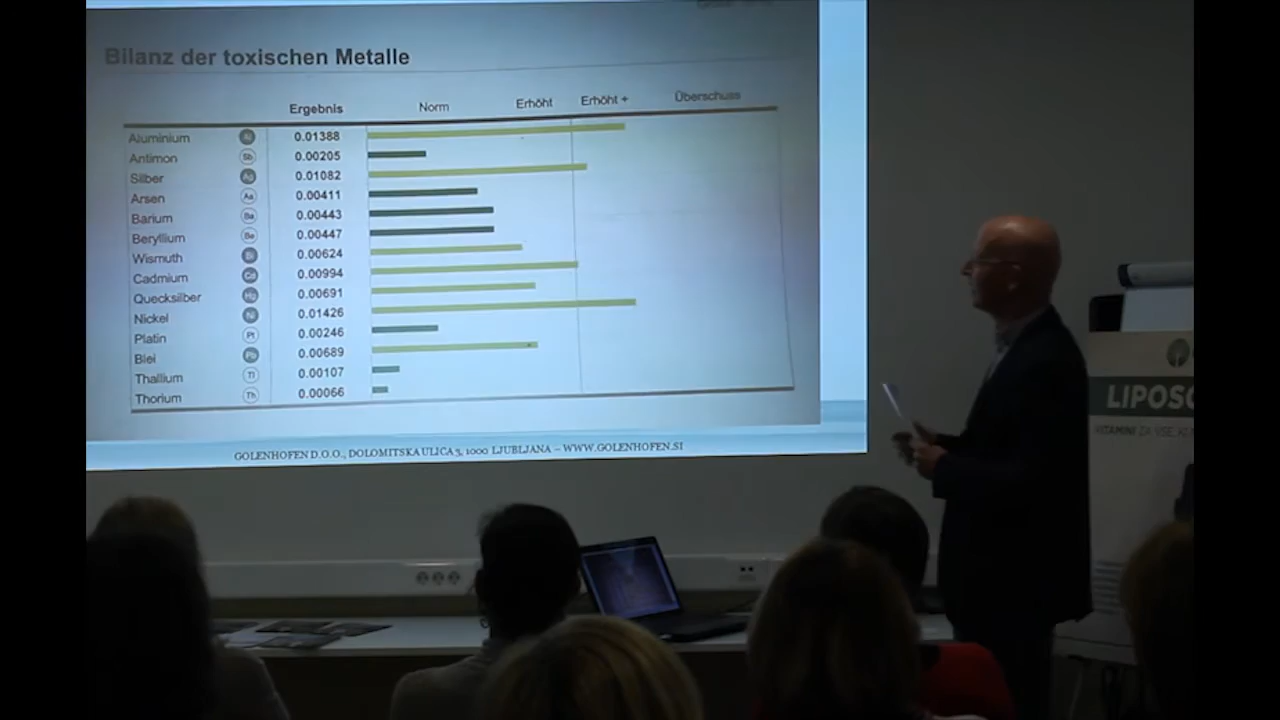 Bilanz der toxischen Metalle
Ergebnis Norm Erhöht Erhöht + Überschuss
Aluminium Al 0.01388
Antimon Sb 0.00205
Silber Ag 0.01082
Arsen As 0.00411
Barium Ba 0.00443
Beryllium Be 0.00447
Wismuth Bi 0.00624
Cadmium Cd 0.00994
Quecksilber Hg 0.00691
Nickel Ni 0.01426
Platin Pt 0.00246
Blei Pb 0.00689
Thallium Tl 0.00107
Thorium Th 0.00066
GOLENHOFEN D.O.O., DOLOMITSKA ULICA 3, 1000 LJUBLJANA – WWW.GOLENHOFEN.SI
LIPOSO
VITAMINI ZA VSE